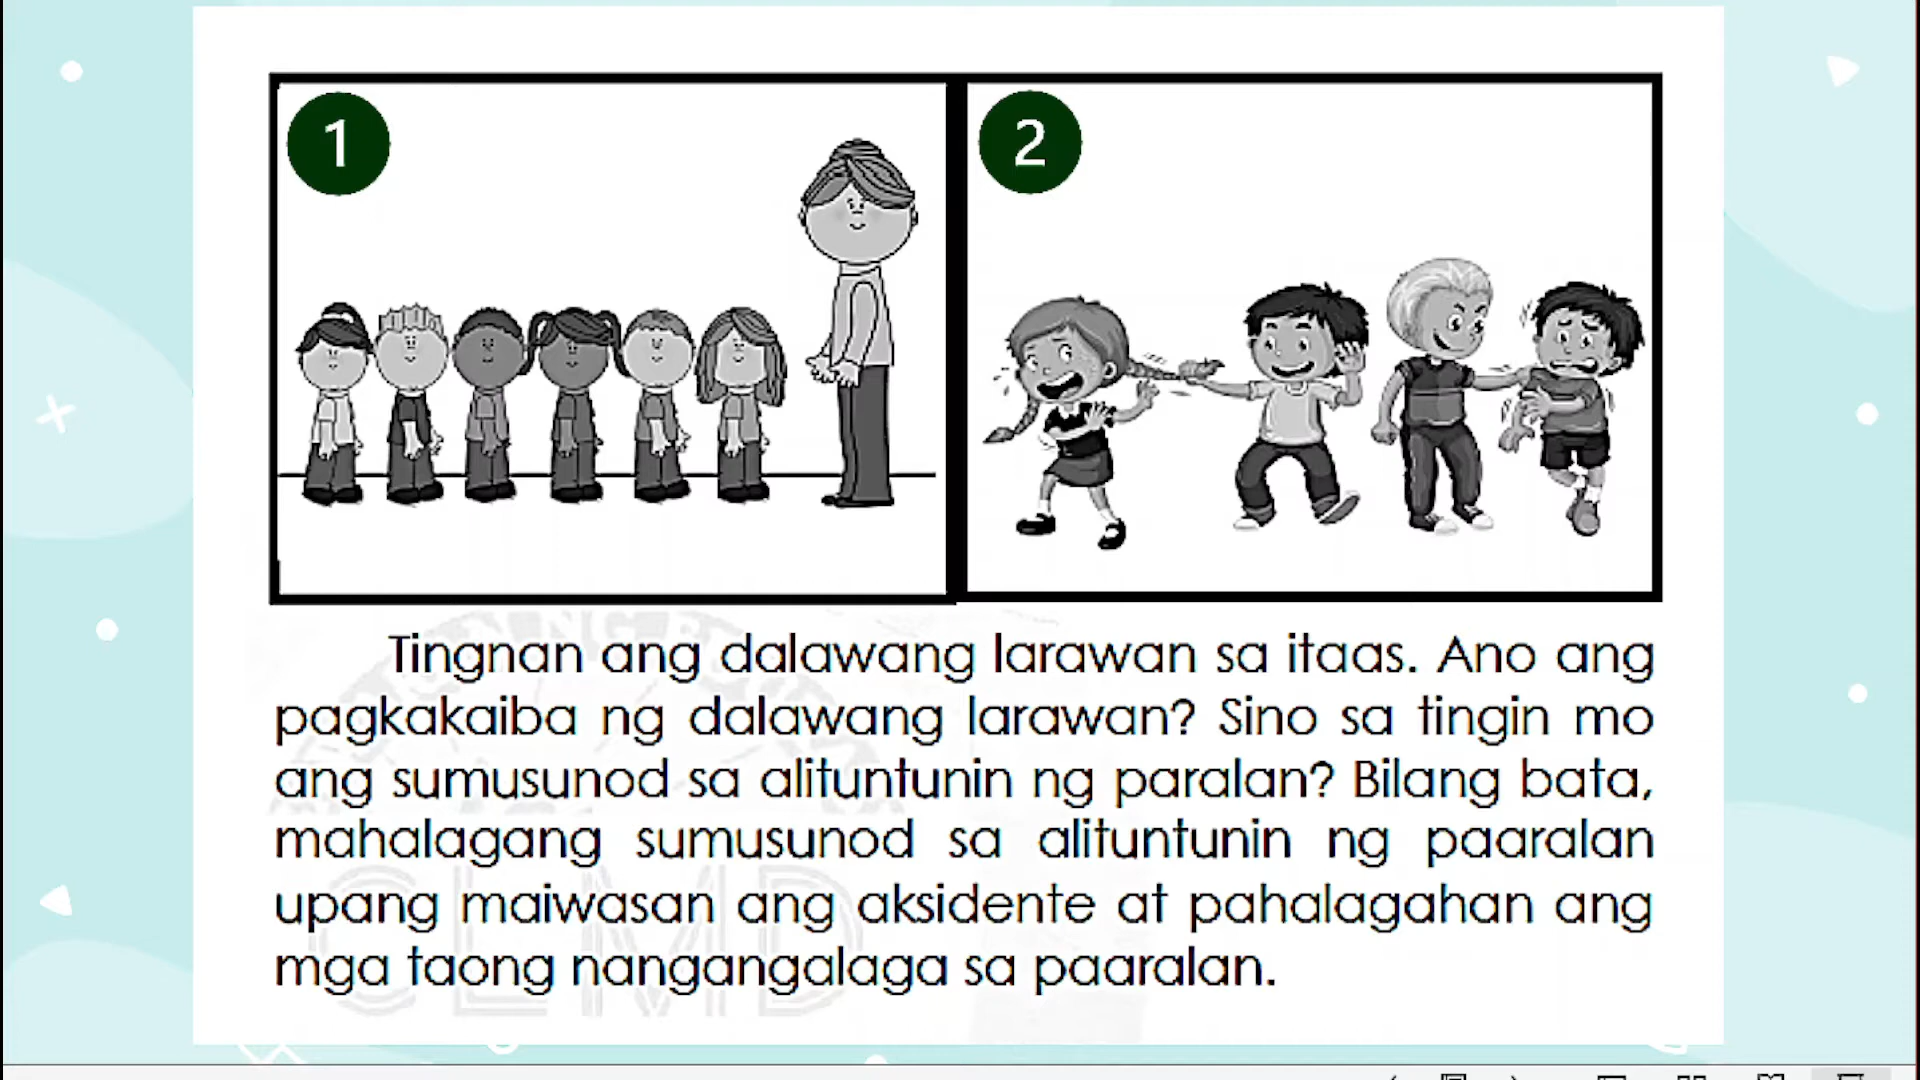 1
2
Tingnan ang dalawang larawan sa itaas. Ano ang
pagkakaiba ng dalawang larawan? Sino sa tingin mo
ang sumusunod sa alituntunin ng paralan? Bilang bata,
mahalagang sumusunod sa alituntunin ng paaralan
upang maiwasan ang aksidente at pahalagahan ang
mga taong nangangalaga sa paaralan.
CLMD